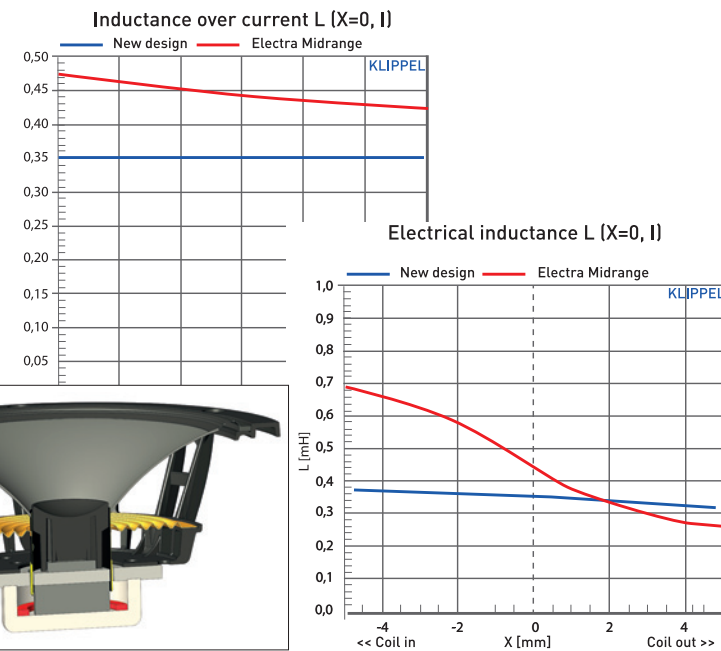 Inductance over current L (X=0, I)
New design Electra Midrange
KLIPPEL
0,50
0,45
0,40
0,35
0,30
0,25
0,20
0,15
0,10
0,05
Electrical inductance L (X=0, I)
New design Electra Midrange
KLIPPEL
1,0
0,9
0,8
0,7
0,6
0,5
0,4
0,3
0,2
0,1
0,0
L [mH]
-4 -2 0 2 4
<< Coil in X [mm] Coil out >>